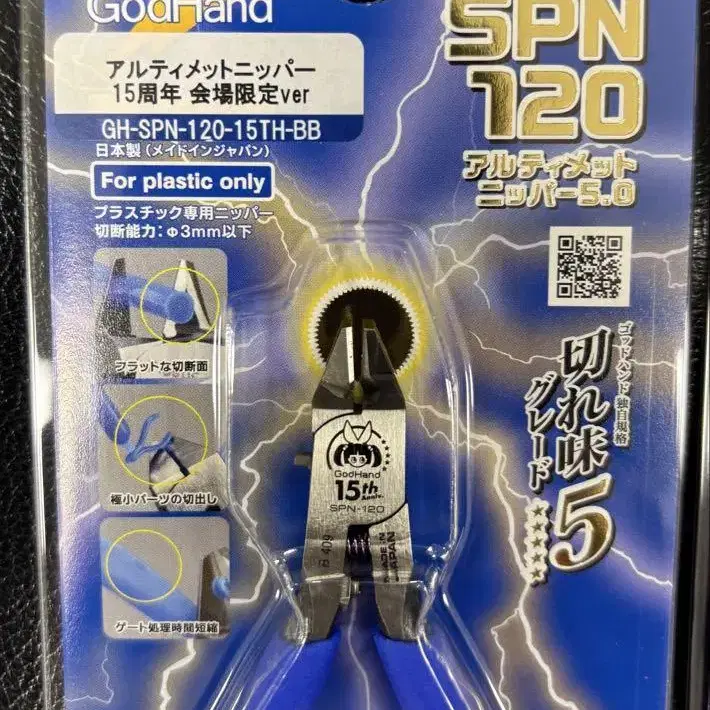 GodHand
アルティメットニッパー
15周年 会場限定ver
GH-SPN-120-15TH-BB
日本製(メイドインジャパン)
For plastic only
プラスチック専用ニッパー
切断能力:Φ3mm以下
フラットな切断面
極小パーツの切出し
ゲート処理時間短縮
SPN
120
アルティメット
ニッパー5.0
ゴッドハンド独自規格
切れ味
グレード
5
★★★★★
GodHand
15th
Anniv.
SPN-120
MADE IN
JAPAN